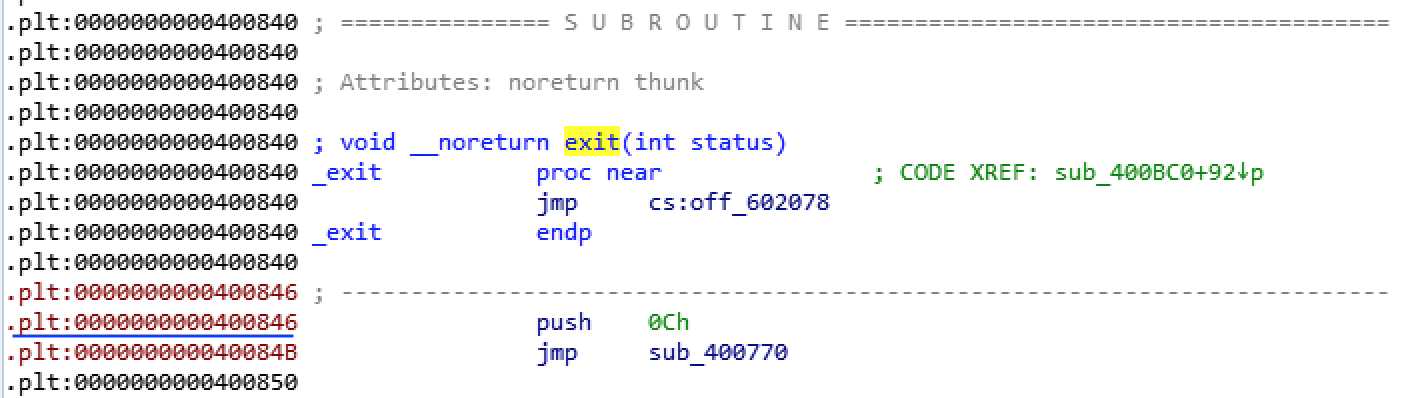 .plt:0000000000400840 ; =============== S U B R O U T I N E =======================================
.plt:0000000000400840
.plt:0000000000400840 ; Attributes: noreturn thunk
.plt:0000000000400840
.plt:0000000000400840 ; void __noreturn exit(int status)
.plt:0000000000400840 _exit proc near ; CODE XREF: sub_400BC0+92↓p
.plt:0000000000400840 jmp cs:off_602078
.plt:0000000000400840 _exit endp
.plt:0000000000400840
.plt:0000000000400846 ; ---------------------------------------------------------------------------
.plt:0000000000400846 push 0Ch
.plt:000000000040084B jmp sub_400770
.plt:0000000000400850